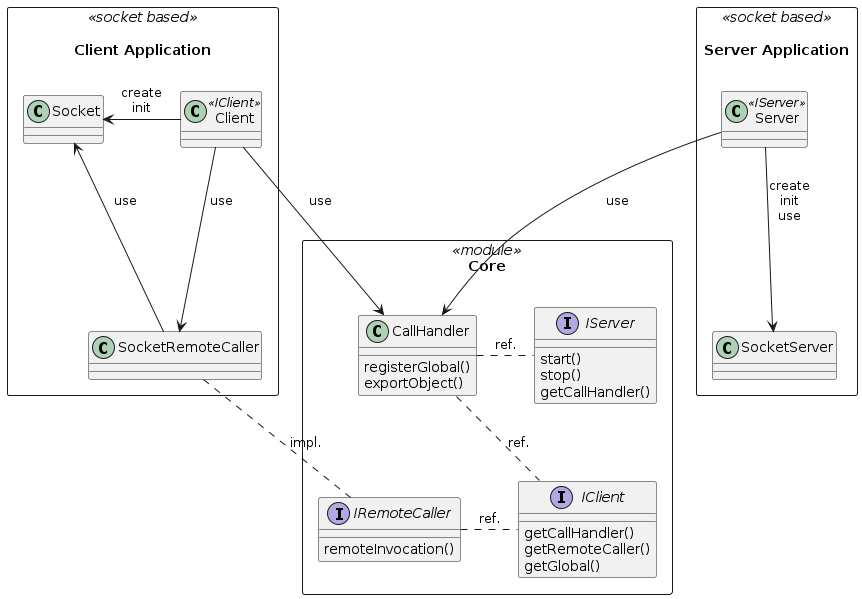 «socket based»
Client Application
C Socket
create
init
C «IClient»
Client
use
use
use
C SocketRemoteCaller
«socket based»
Server Application
C «IServer»
Server
use
create
init
use
C SocketServer
«module»
Core
C CallHandler
registerGlobal()
exportObject()
ref.
I IServer
start()
stop()
getCallHandler()
impl.
ref.
I IRemoteCaller
remoteInvocation()
ref.
I IClient
getCallHandler()
getRemoteCaller()
getGlobal()